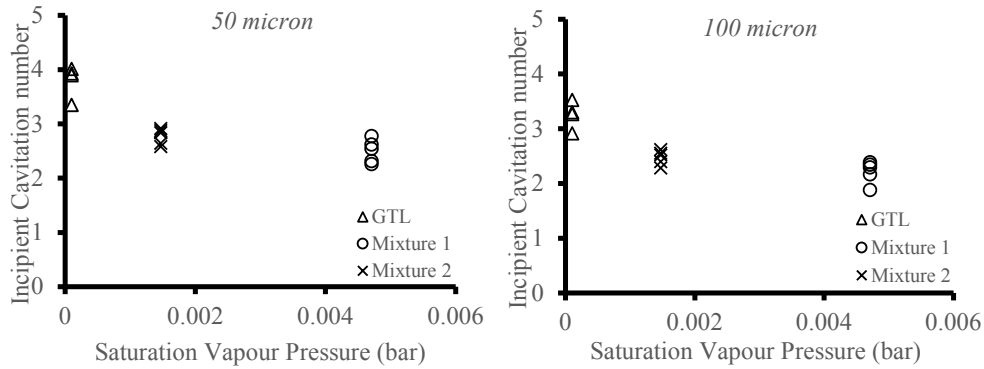 50 micron
Incipient Cavitation number
5
4
3
2
1
0
GTL
Mixture 1
Mixture 2
0
0.002
0.004
0.006
Saturation Vapour Pressure (bar)
100 micron
Incipient Cavitation number
5
4
3
2
1
0
GTL
Mixture 1
Mixture 2
0
0.002
0.004
0.006
Saturation Vapour Pressure (bar)